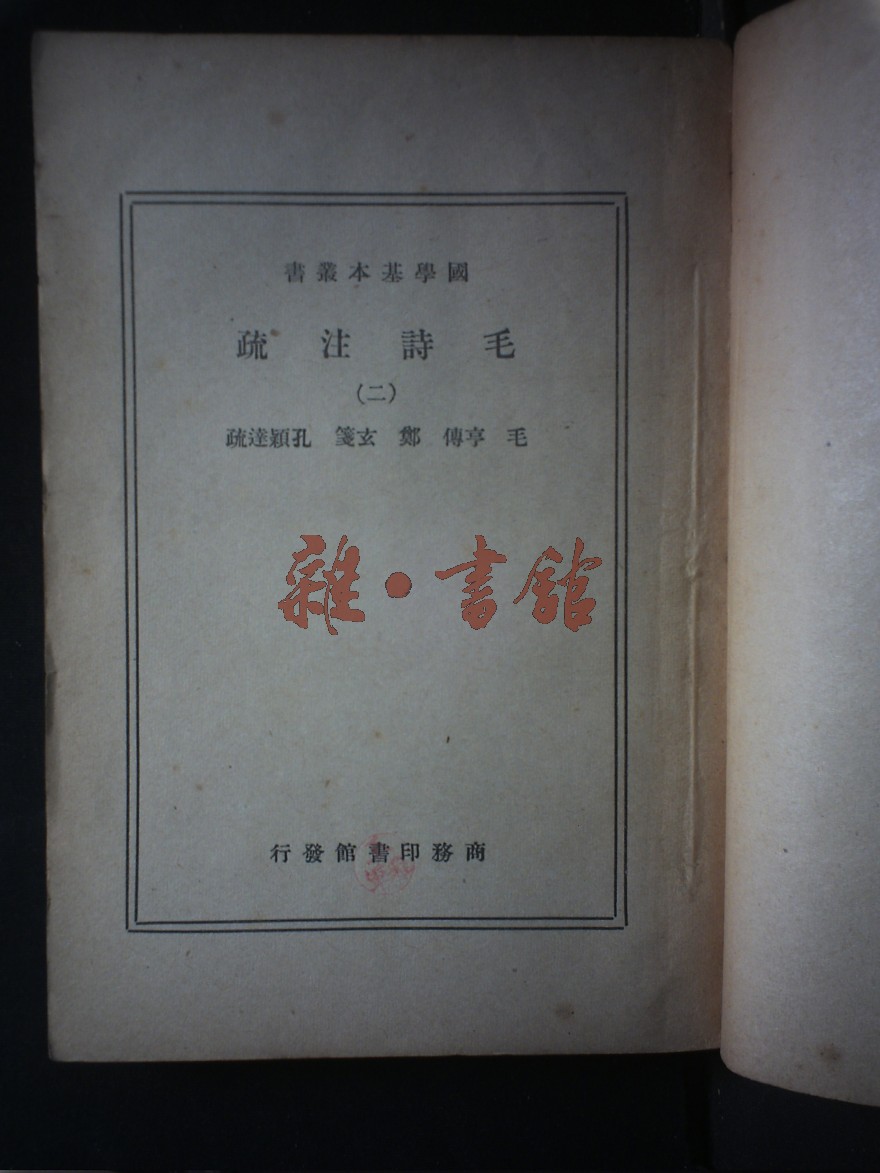 國學基本叢書
毛詩注疏
(二)
毛亨傳 鄭玄箋 孔穎達疏
雜·書館
商務印書館發行